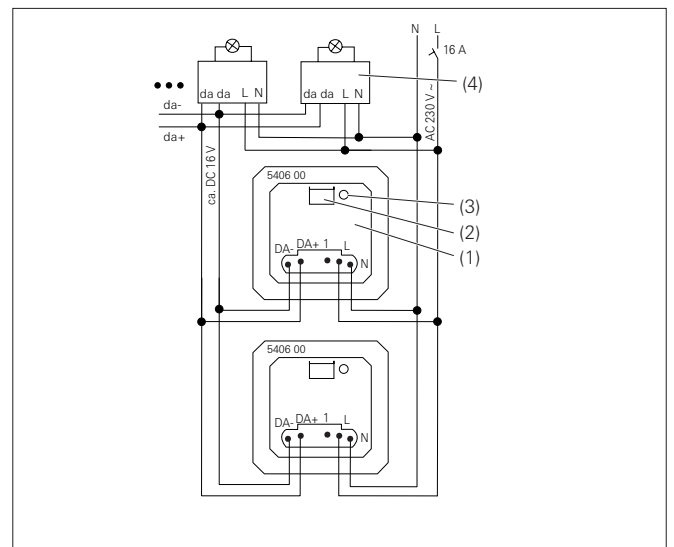 N L
16 A
da da L N
da da L N
(4)
•••
da-
da+
ca. DC 16 V
AC 230 V ~
5406 00
(3)
(2)
(1)
DA- DA+ 1 L
N
5406 00
DA- DA+ 1 L
N